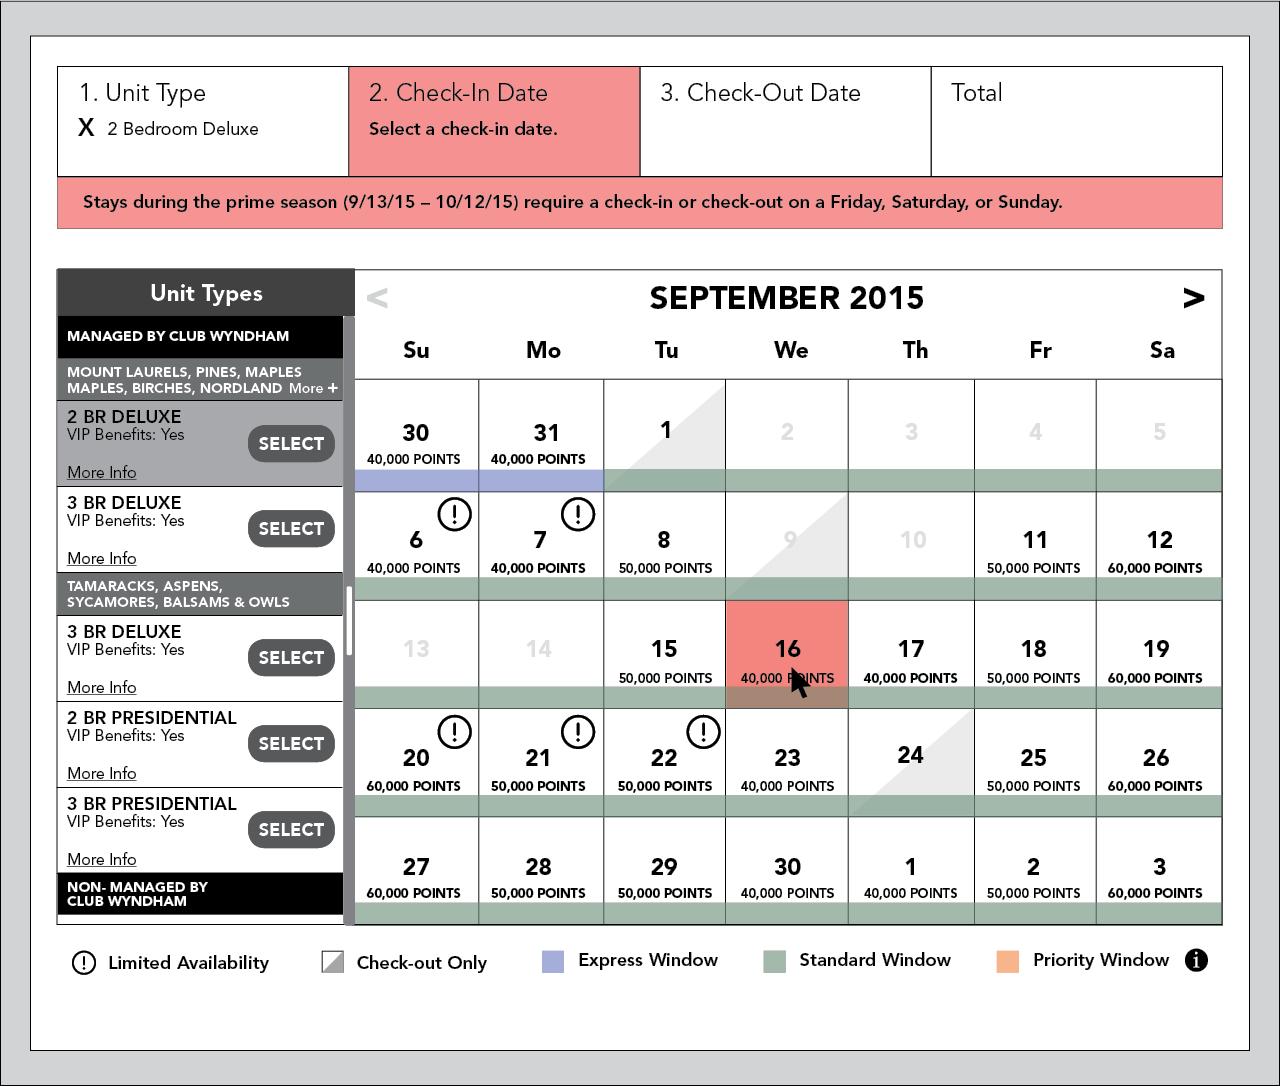 1. Unit Type
X 2 Bedroom Deluxe
2. Check-In Date
Select a check-in date.
3. Check-Out Date
Total
Stays during the prime season (9/13/15 – 10/12/15) require a check-in or check-out on a Friday, Saturday, or Sunday.
Unit Types
MANAGED BY CLUB WYNDHAM
MOUNT LAURELS, PINES, MAPLES
MAPLES, BIRCHES, NORDLAND More +
2 BR DELUXE
VIP Benefits: Yes
SELECT
More Info
3 BR DELUXE
VIP Benefits: Yes
SELECT
More Info
TAMARACKS, ASPENS,
SYCAMORES, BALSAMS & OWLS
3 BR DELUXE
VIP Benefits: Yes
SELECT
More Info
2 BR PRESIDENTIAL
VIP Benefits: Yes
SELECT
More Info
3 BR PRESIDENTIAL
VIP Benefits: Yes
SELECT
More Info
NON- MANAGED BY
CLUB WYNDHAM
< SEPTEMBER 2015 >
Su Mo Tu We Th Fr Sa
30 31 1 2 3 4 5
40,000 POINTS 40,000 POINTS
! !
6 7 8 9 10 11 12
40,000 POINTS 40,000 POINTS 50,000 POINTS 50,000 POINTS 60,000 POINTS
13 14 15 16 17 18 19
50,000 POINTS 40,000 POINTS 40,000 POINTS 50,000 POINTS 60,000 POINTS
! ! !
20 21 22 23 24 25 26
60,000 POINTS 50,000 POINTS 50,000 POINTS 40,000 POINTS 50,000 POINTS 60,000 POINTS
27 28 29 30 1 2 3
60,000 POINTS 50,000 POINTS 50,000 POINTS 40,000 POINTS 40,000 POINTS 50,000 POINTS 60,000 POINTS
! Limited Availability Check-out Only Express Window Standard Window Priority Window i